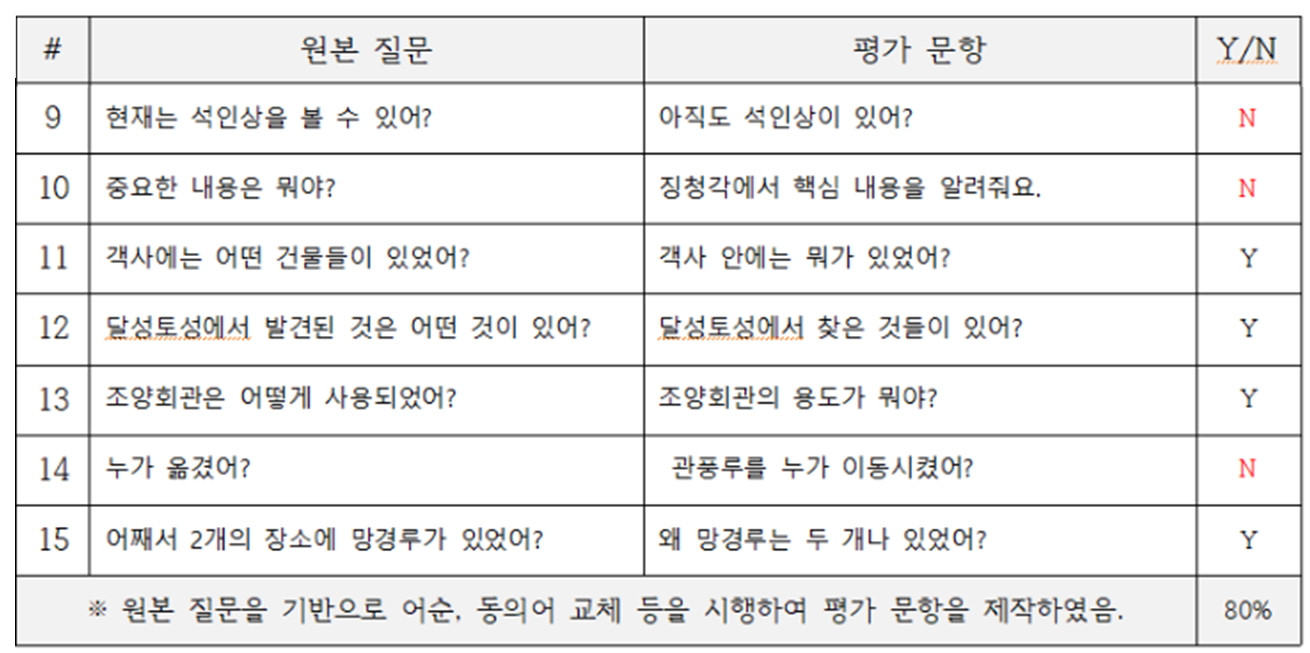 # 원본 질문 평가 문항 Y/N
9 현재는 석인상을 볼 수 있어? 아직도 석인상이 있어? N
10 중요한 내용은 뭐야? 징청각에서 핵심 내용을 알려줘요. N
11 객사에는 어떤 건물들이 있었어? 객사 안에는 뭐가 있었어? Y
12 달성토성에서 발견된 것은 어떤 것이 있어? 달성토성에서 찾은 것들이 있어? Y
13 조양회관은 어떻게 사용되었어? 조양회관의 용도가 뭐야? Y
14 누가 옮겼어? 관풍루를 누가 이동시켰어? N
15 어째서 2개의 장소에 망경루가 있었어? 왜 망경루는 두 개나 있었어? Y
※ 원본 질문을 기반으로 어순, 동의어 교체 등을 시행하여 평가 문항을 제작하였음. 80%